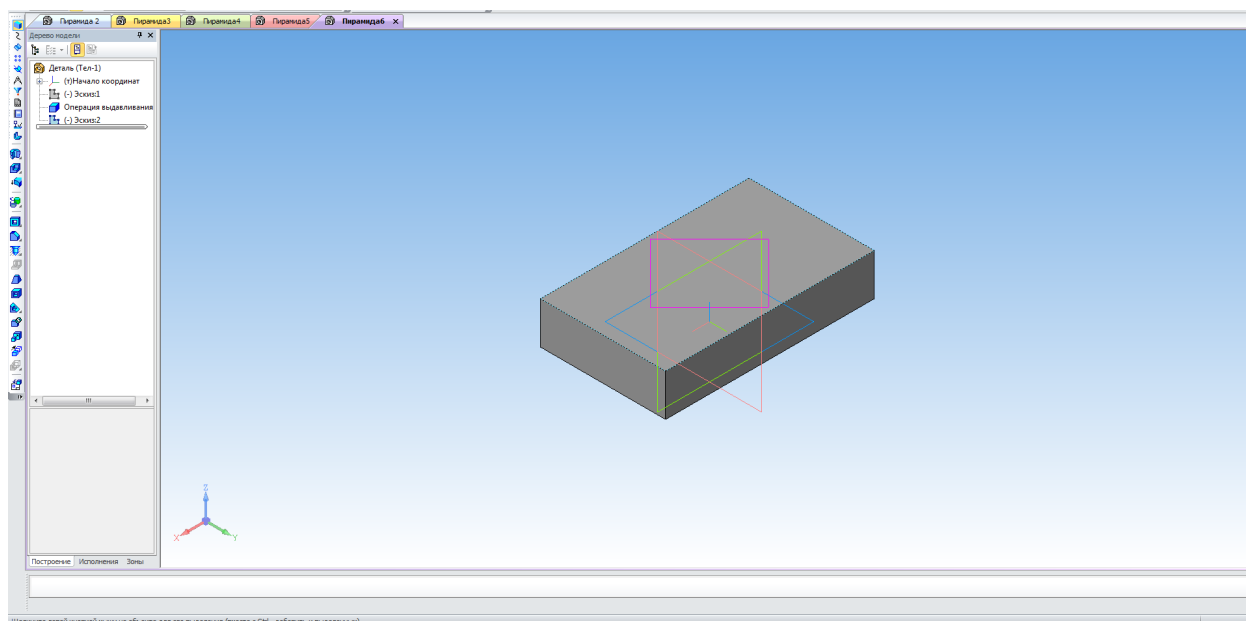 Пирамида 2 Пирамида3 Пирамида4 Пирамида5 Пирамида6
Дерево модели
Деталь (Тел-1)
(т)Начало координат
(-) Эскиз:1
Операция выдавливания
(-) Эскиз:2
Z
X Y
Построение Исполнения Зоны